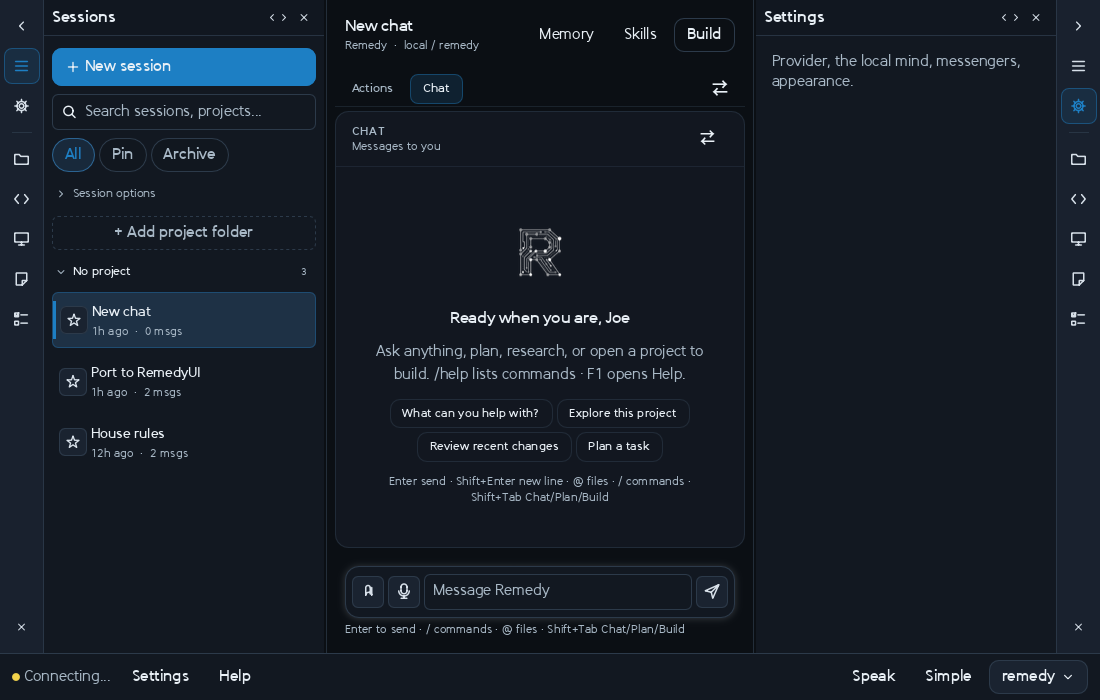 Sessions
New session
Search sessions, projects...
All
Pin
Archive
Session options
+ Add project folder
No project
3
New chat
1h ago · 0 msgs
Port to RemedyUI
1h ago · 2 msgs
House rules
12h ago · 2 msgs
New chat
Remedy · local / remedy
Memory
Skills
Build
Actions
Chat
CHAT
Messages to you
Ready when you are, Joe
Ask anything, plan, research, or open a project to
build. /help lists commands · F1 opens Help.
What can you help with?
Explore this project
Review recent changes
Plan a task
Enter send · Shift+Enter new line · @ files · / commands ·
Shift+Tab Chat/Plan/Build
Message Remedy
Enter to send · / commands · @ files · Shift+Tab Chat/Plan/Build
Settings
Provider, the local mind, messengers,
appearance.
Connecting...
Settings
Help
Speak
Simple
remedy